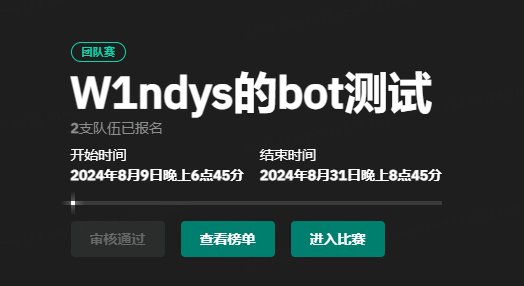 团队赛
W1ndys的bot测试
2支队伍已报名
开始时间 结束时间
2024年8月9日晚上6点45分 2024年8月31日晚上8点45分
审核通过 查看榜单 进入比赛